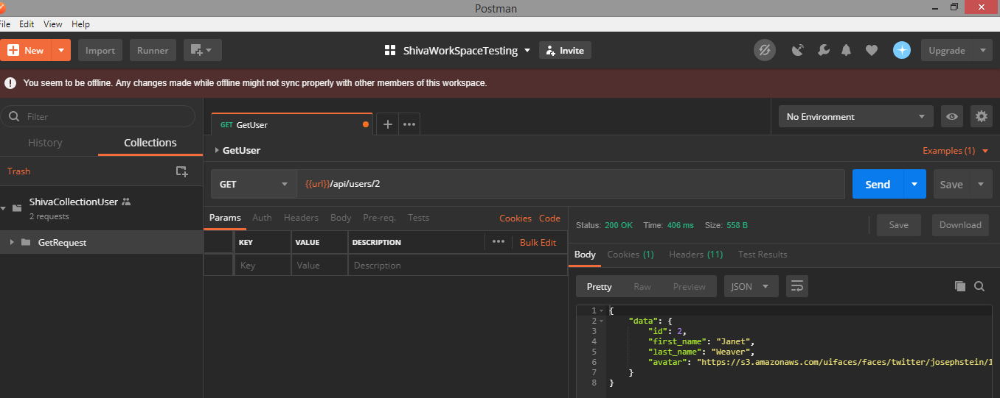 Postman
File Edit View Help
New Import Runner ShivaWorkSpaceTesting Invite Upgrade
You seem to be offline. Any changes made while offline might not sync properly with other members of this workspace.
Filter
History Collections
Trash
ShivaCollectionUser
2 requests
GetRequest
GET GetUser
No Environment
GetUser
Examples (1)
GET {{url}}/api/users/2 Send Save
Params Auth Headers Body Pre-req. Tests Cookies Code
KEY VALUE DESCRIPTION Bulk Edit
Key Value Description
Status: 200 OK Time: 406 ms Size: 558 B Save Download
Body Cookies (1) Headers (11) Test Results
Pretty Raw Preview JSON
1 {
2 "data": {
3 "id": 2,
4 "first_name": "Janet",
5 "last_name": "Weaver",
6 "avatar": "https://s3.amazonaws.com/uifaces/faces/twitter/josephstein/1
7 }
8 }